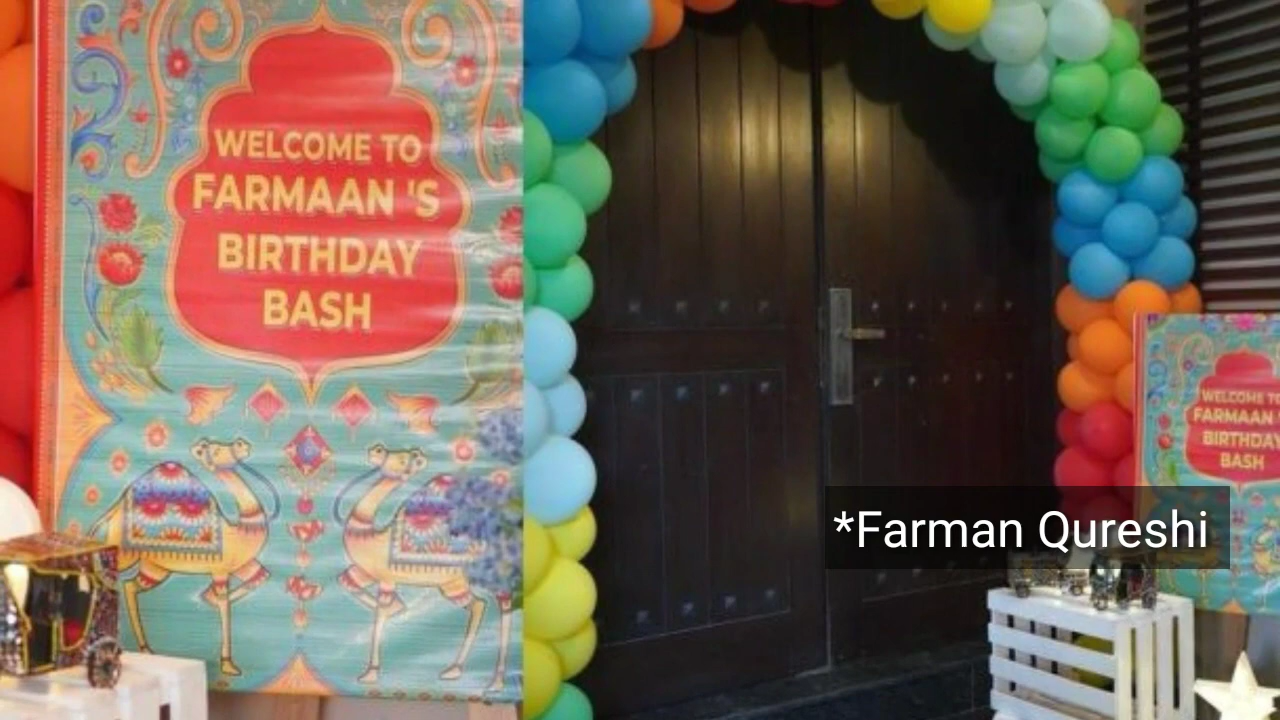 WELCOME TO
FARMAAN 'S
BIRTHDAY
BASH
WELCOME TO
FARMAAN
BIRTHDAY
BASH
*Farman Qureshi